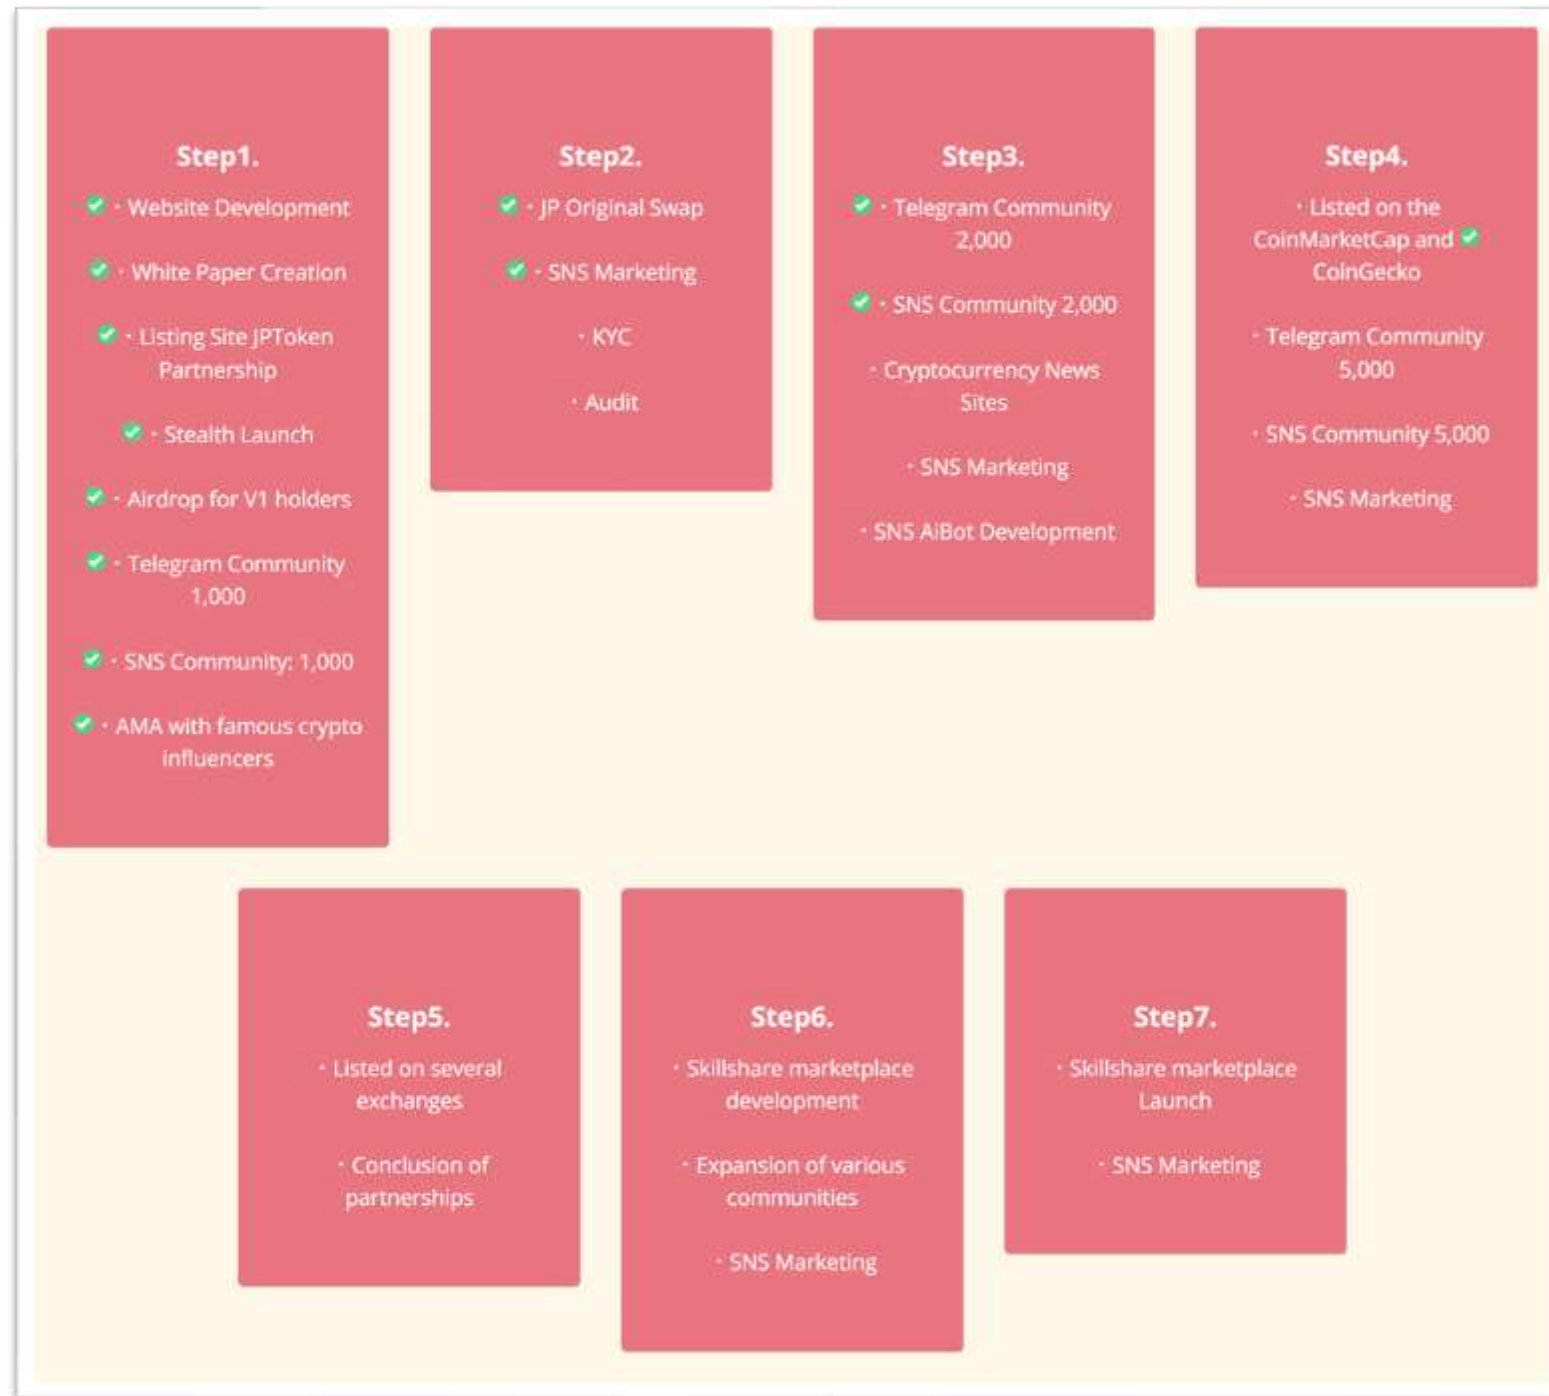 Step1.
✅ ・Website Development
✅ ・White Paper Creation
✅ ・Listing Site JPToken
Partnership
✅ ・Stealth Launch
✅ ・Airdrop for V1 holders
✅ ・Telegram Community
1,000
✅ ・SNS Community: 1,000
✅ ・AMA with famous crypto
influencers
Step2.
✅ ・JP Original Swap
✅ ・SNS Marketing
・KYC
・Audit
Step3.
✅ ・Telegram Community
2,000
✅ ・SNS Community 2,000
・Cryptocurrency News
Sites
・SNS Marketing
・SNS AiBot Development
Step4.
・Listed on the
CoinMarketCap and ✅
CoinGecko
・Telegram Community
5,000
・SNS Community 5,000
・SNS Marketing
Step5.
・Listed on several
exchanges
・Conclusion of
partnerships
Step6.
・Skillshare marketplace
development
・Expansion of various
communities
・SNS Marketing
Step7.
・Skillshare marketplace
Launch
・SNS Marketing